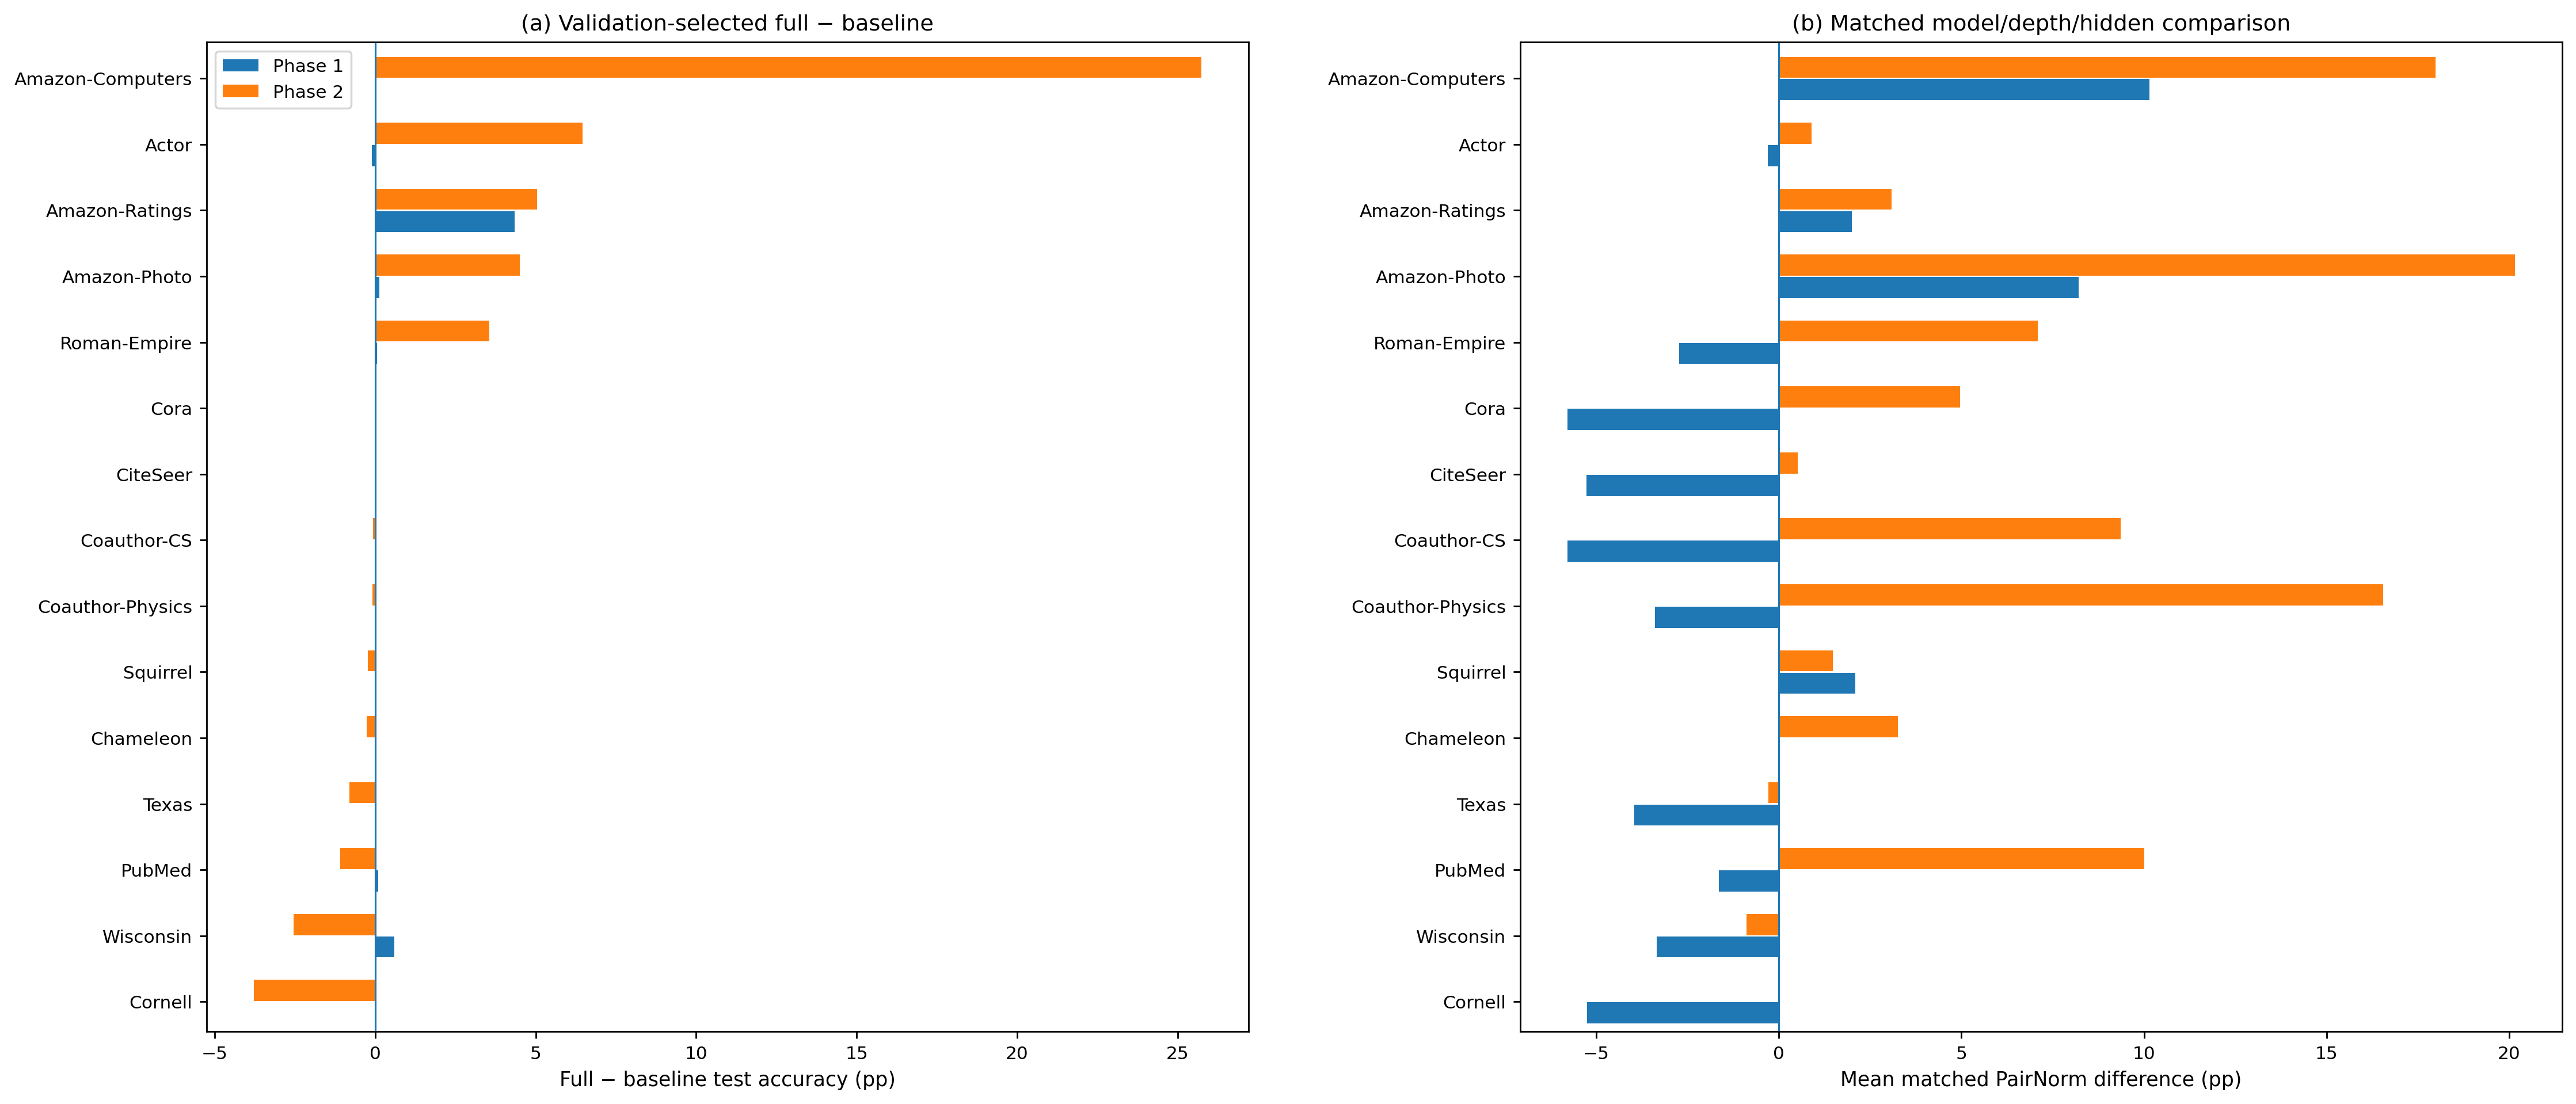 (a) Validation-selected full − baseline
Phase 1
Phase 2
Amazon-Computers
Actor
Amazon-Ratings
Amazon-Photo
Roman-Empire
Cora
CiteSeer
Coauthor-CS
Coauthor-Physics
Squirrel
Chameleon
Texas
PubMed
Wisconsin
Cornell
−5 0 5 10 15 20 25
Full − baseline test accuracy (pp)
(b) Matched model/depth/hidden comparison
Amazon-Computers
Actor
Amazon-Ratings
Amazon-Photo
Roman-Empire
Cora
CiteSeer
Coauthor-CS
Coauthor-Physics
Squirrel
Chameleon
Texas
PubMed
Wisconsin
Cornell
−5 0 5 10 15 20
Mean matched PairNorm difference (pp)